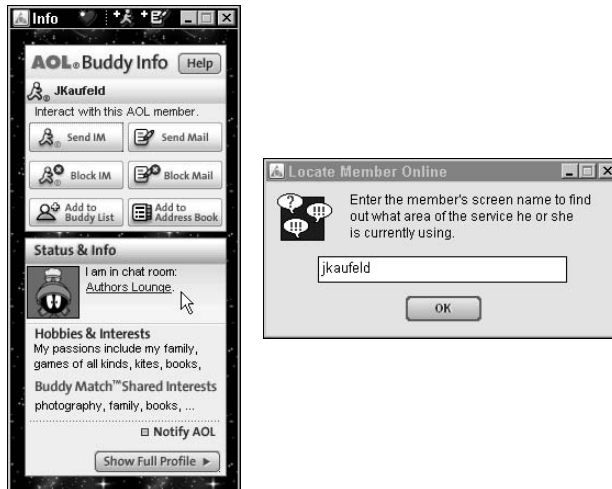 Info
AOL® Buddy Info Help
JKaufeld
Interact with this AOL member.
Send IM Send Mail
Block IM Block Mail
Add to Buddy List Add to Address Book
Status & Info
I am in chat room:
Authors Lounge.
Hobbies & Interests
My passions include my family,
games of all kinds, kites, books,
Buddy Match™ Shared Interests
photography, family, books, ...
Notify AOL
Show Full Profile
Locate Member Online
? !!! !!!
Enter the member's screen name to find
out what area of the service he or she
is currently using.
jkaufeld
OK